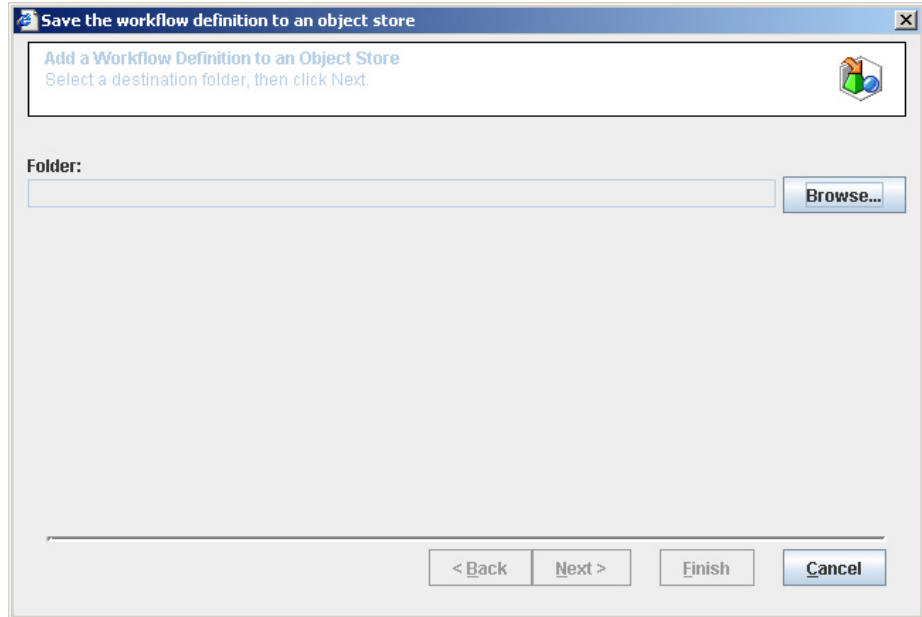 Save the workflow definition to an object store
Add a Workflow Definition to an Object Store
Select a destination folder, then click Next.
Folder:
Browse...
< Back Next > Finish Cancel